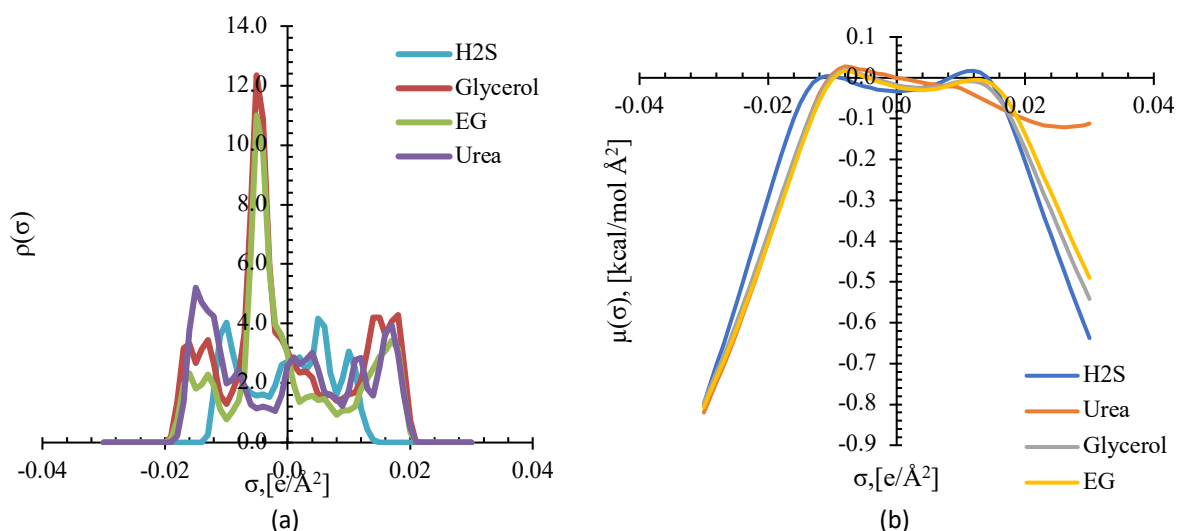 14.0
12.0
10.0
8.0
6.0
4.0
2.0
0.0
-0.04
-0.02
0.0
0.02
0.04
ρ(σ)
σ,[e/Å²]
H2S
Glycerol
EG
Urea
(a)
0.1
0.0
-0.1
-0.2
-0.3
-0.4
-0.5
-0.6
-0.7
-0.8
-0.9
-0.04
-0.02
0.0
0.02
0.04
μ(σ), [kcal/mol Å²]
σ,[e/Å²]
H2S
Urea
Glycerol
EG
(b)